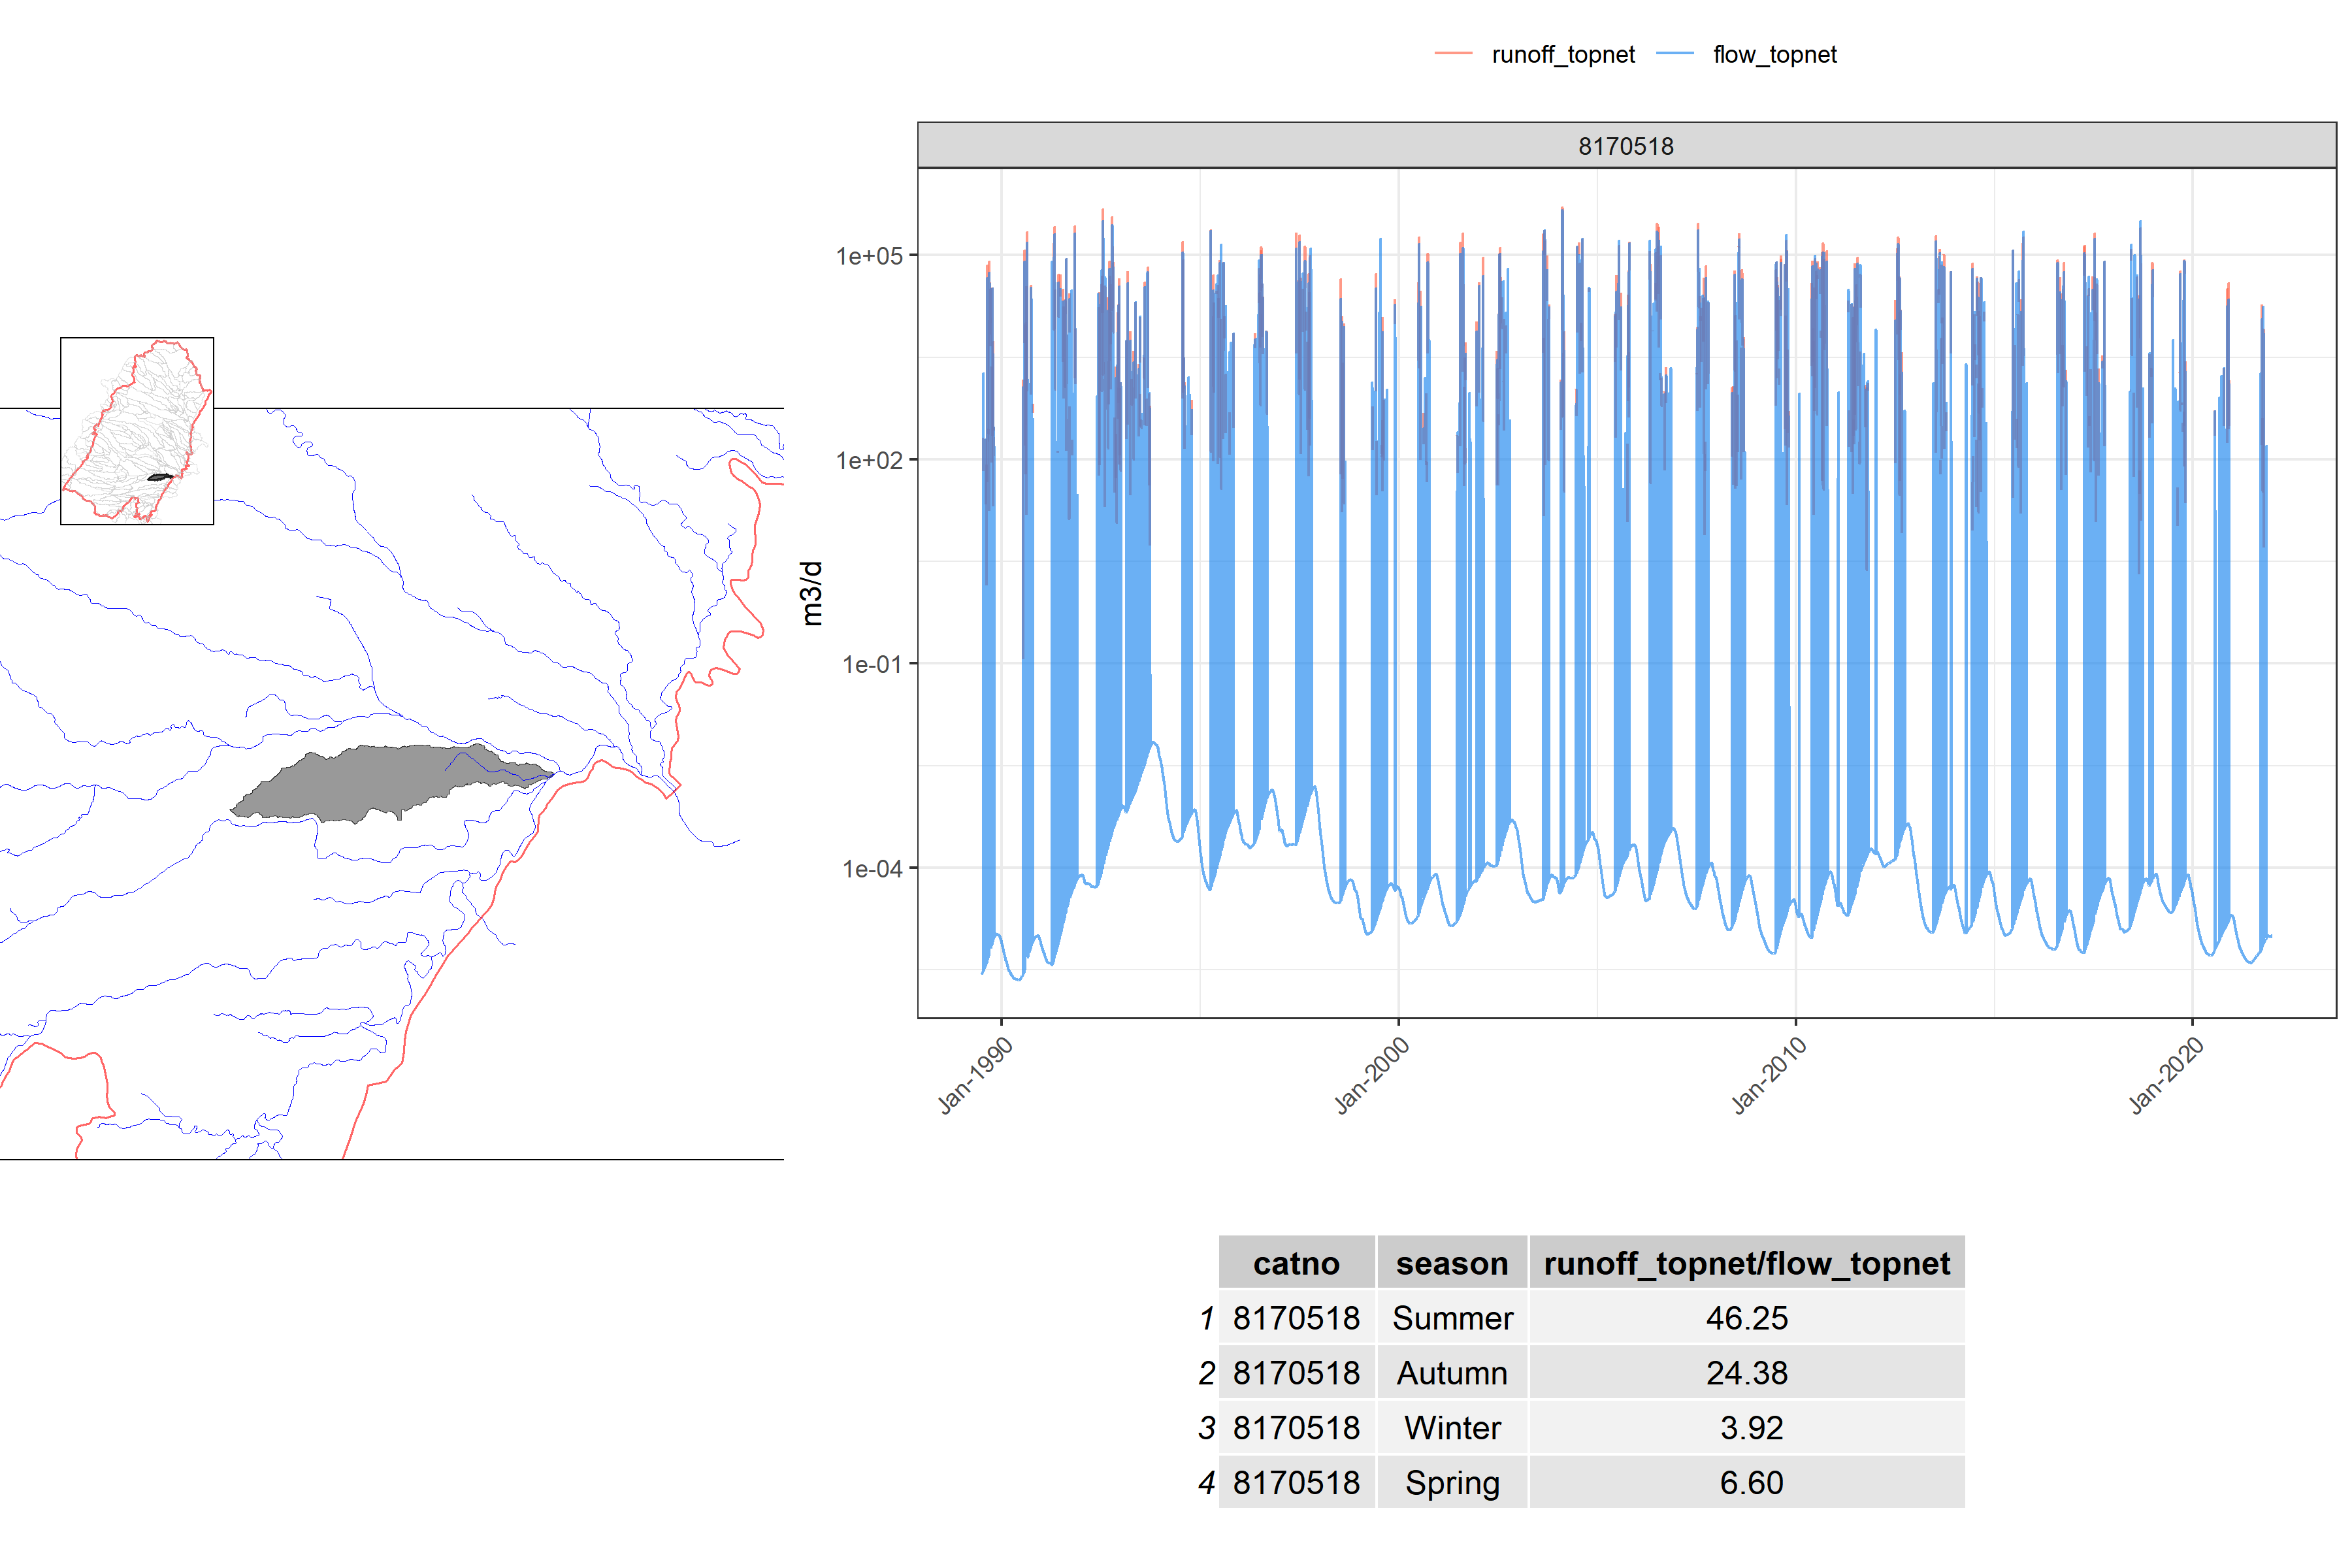 runoff_topnet flow_topnet
8170518
1e+05
1e+02
1e-01
1e-04
m3/d
Jan-1990 Jan-2000 Jan-2010 Jan-2020
catno season runoff_topnet/flow_topnet
1 8170518 Summer 46.25
2 8170518 Autumn 24.38
3 8170518 Winter 3.92
4 8170518 Spring 6.60